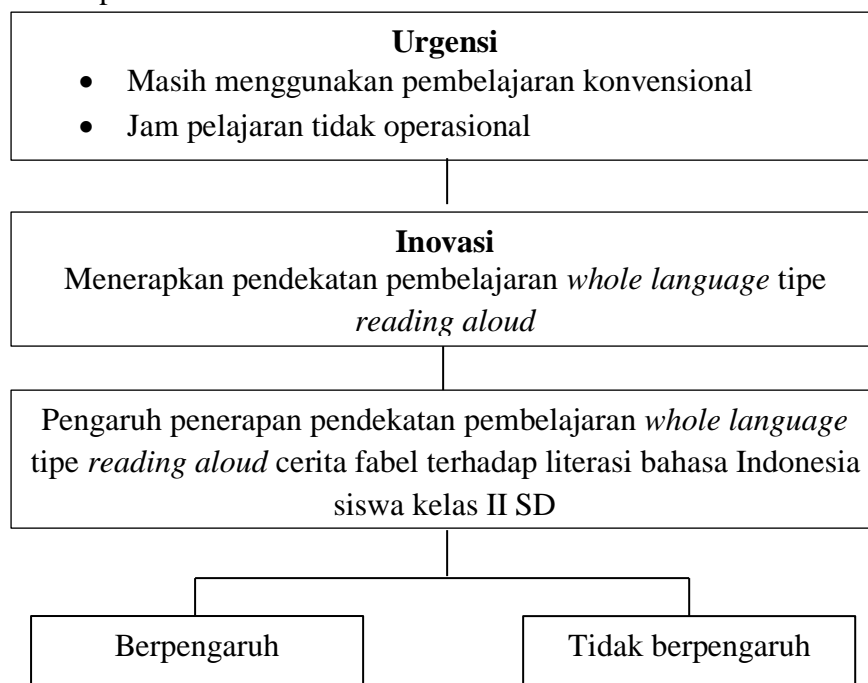 Urgensi
• Masih menggunakan pembelajaran konvensional
• Jam pelajaran tidak operasional
Inovasi
Menerapkan pendekatan pembelajaran whole language tipe
reading aloud
Pengaruh penerapan pendekatan pembelajaran whole language
tipe reading aloud cerita fabel terhadap literasi bahasa Indonesia
siswa kelas II SD
Berpengaruh
Tidak berpengaruh